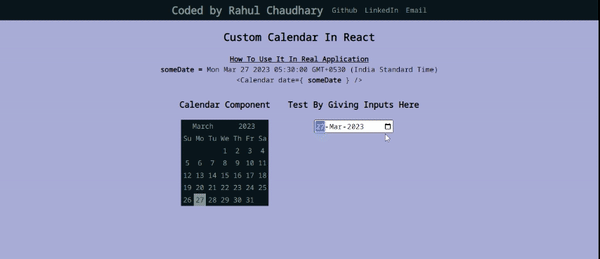 Coded by Rahul Chaudhary Github LinkedIn Email
Custom Calendar In React
How To Use It In Real Application
someDate = Mon Mar 27 2023 05:30:00 GMT+0530 (India Standard Time)
<Calendar date={ someDate } />
Calendar Component
March 2023
Su Mo Tu We Th Fr Sa
1 2 3 4
5 6 7 8 9 10 11
12 13 14 15 16 17 18
19 20 21 22 23 24 25
26 27 28 29 30 31
Test By Giving Inputs Here
27-Mar-2023